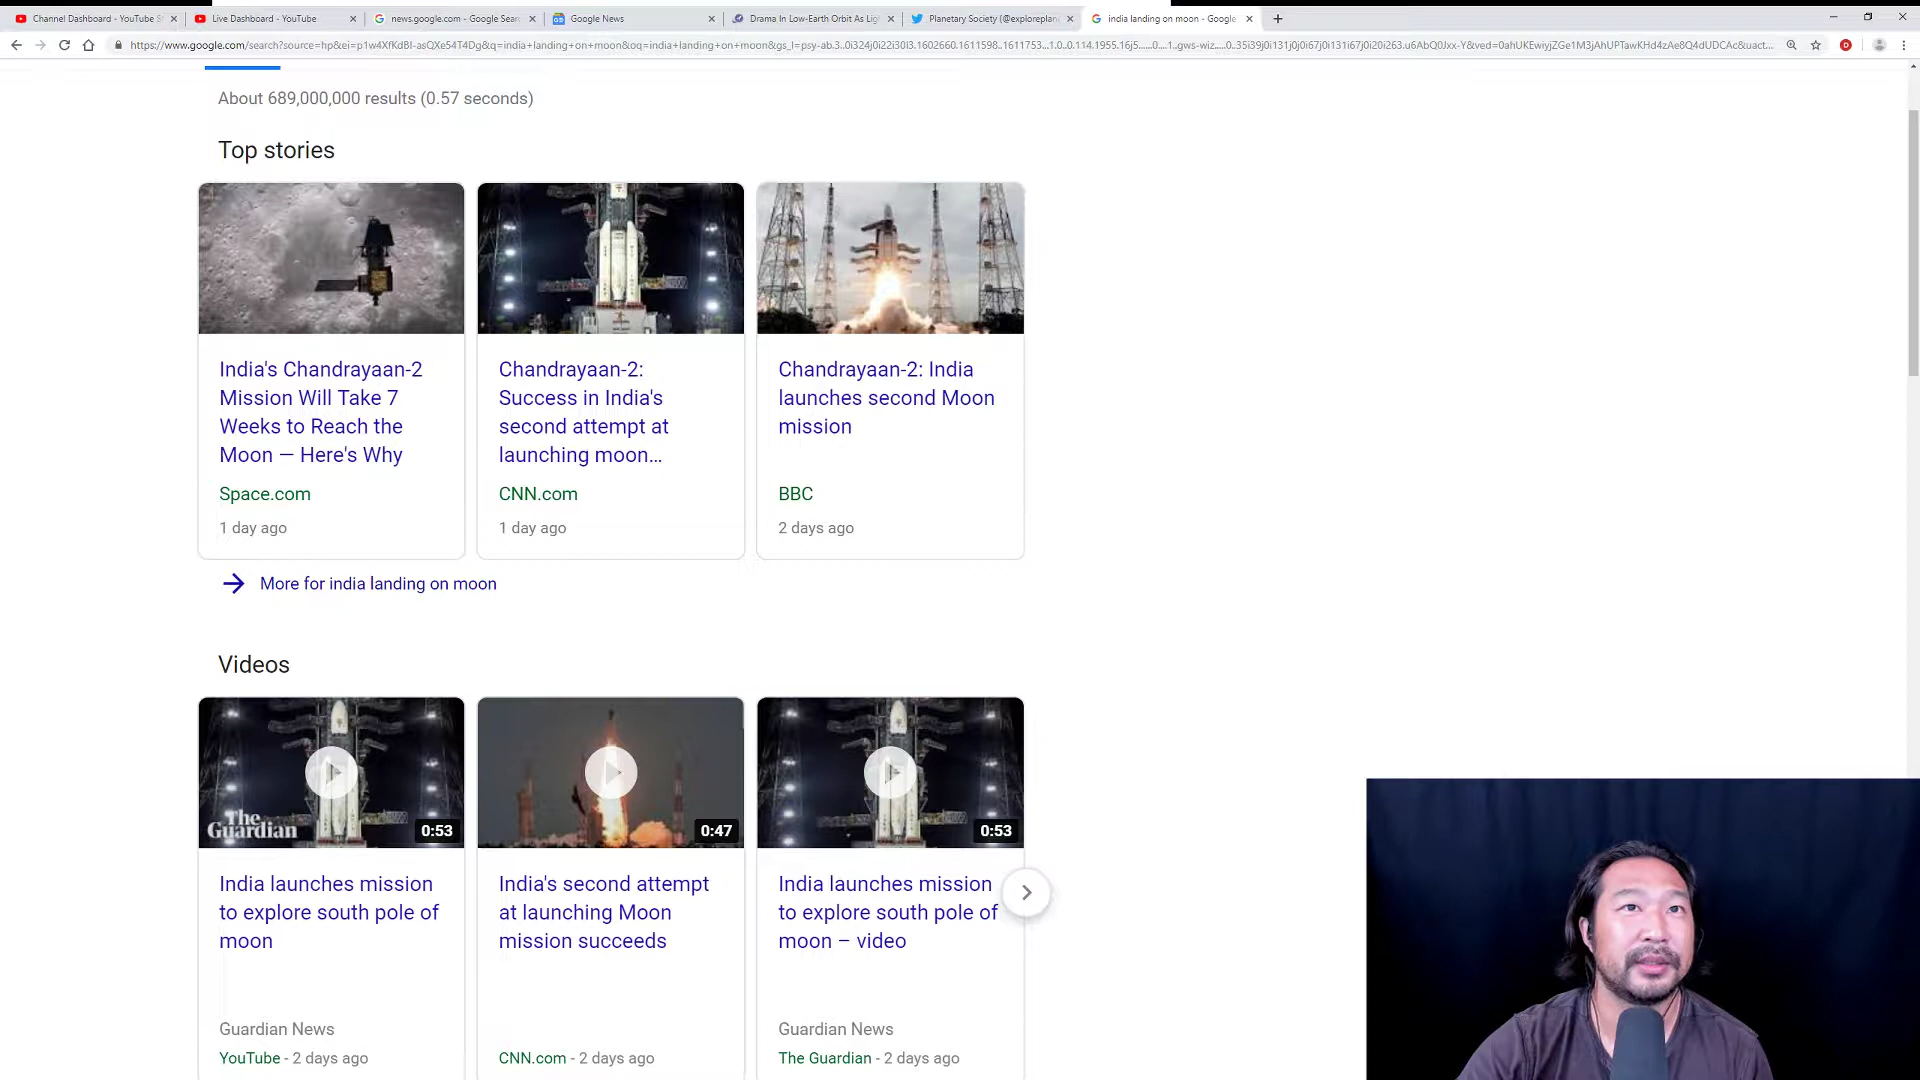 Channel Dashboard - YouTube St
Live Dashboard - YouTube
news.google.com - Google Sear
Google News
Drama In Low-Earth Orbit As Lig
Planetary Society (@exploreplan
india landing on moon - Google
About 689,000,000 results (0.57 seconds)
Top stories
India's Chandrayaan-2
Mission Will Take 7
Weeks to Reach the
Moon — Here's Why
Space.com
1 day ago
Chandrayaan-2:
Success in India's
second attempt at
launching moon...
CNN.com
1 day ago
Chandrayaan-2: India
launches second Moon
mission
BBC
2 days ago
More for india landing on moon
Videos
The
Guardian
0:53
0:47
0:53
India launches mission
to explore south pole of
moon
Guardian News
YouTube - 2 days ago
India's second attempt
at launching Moon
mission succeeds
CNN.com - 2 days ago
India launches mission
to explore south pole of
moon – video
Guardian News
The Guardian - 2 days ago